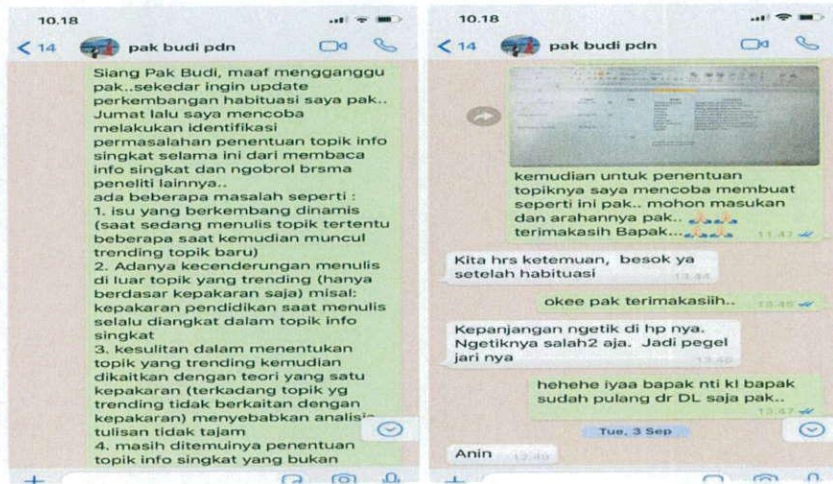 10.18
14
pak budi pdn
Siang Pak Budi, maaf mengganggu
pak..sekedar ingin update
perkembangan habituasi saya pak..
Jumat lalu saya mencoba
melakukan identifikasi
permasalahan penentuan topik info
singkat selama ini dari membaca
info singkat dan ngobrol brsma
peneliti lainnya..
ada beberapa masalah seperti :
1. isu yang berkembang dinamis
(saat sedang menulis topik tertentu
beberapa saat kemudian muncul
trending topik baru)
2. Adanya kecenderungan menulis
di luar topik yang trending (hanya
berdasar kepakaran saja) misal:
kepakaran pendidikan saat menulis
selalu diangkat dalam topik info
singkat
3. kesulitan dalam menentukan
topik yang trending kemudian
dikaitkan dengan teori yang satu
kepakaran (terkadang topik yg
trending tidak berkaitan dengan
kepakaran) menyebabkan analisis
tulisan tidak tajam
4. masih ditemuinya penentuan
topik info singkat yang bukan
10.18
14
pak budi pdn
kemudian untuk penentuan
topiknya saya mencoba membuat
seperti ini pak.. mohon masukan
dan arahannya pak.. 🙏🙏
terimakasih Bapak...🙏🙏 11.47
Kita hrs ketemuan, besok ya
setelah habituasi 13.44
okee pak terimakasiih.. 13.45
Kepanjangan ngetik di hp nya.
Ngetiknya salah2 aja. Jadi pegel
jari nya 13.46
hehehe iyaa bapak nti kl bapak
sudah pulang dr DL saja pak..
13.47
Tue, 3 Sep
Anin 13.49